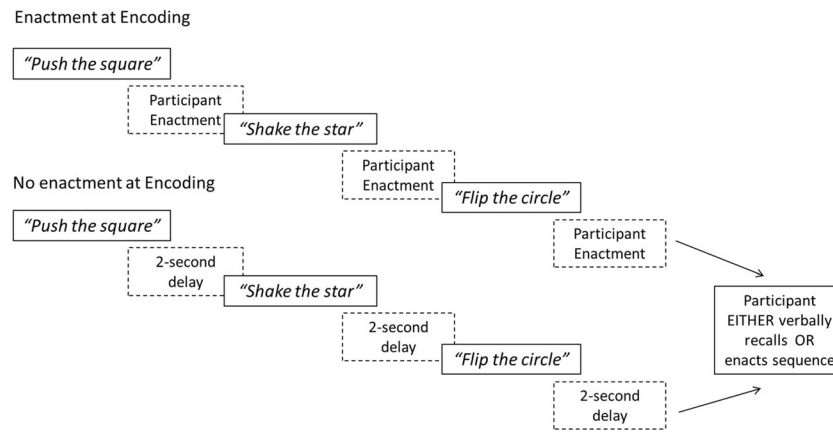 Enactment at Encoding
“Push the square”
Participant
Enactment
“Shake the star”
Participant
Enactment
“Flip the circle”
Participant
Enactment
No enactment at Encoding
“Push the square”
2-second
delay
“Shake the star”
2-second
delay
“Flip the circle”
2-second
delay
Participant
EITHER verbally
recalls OR
enacts sequence